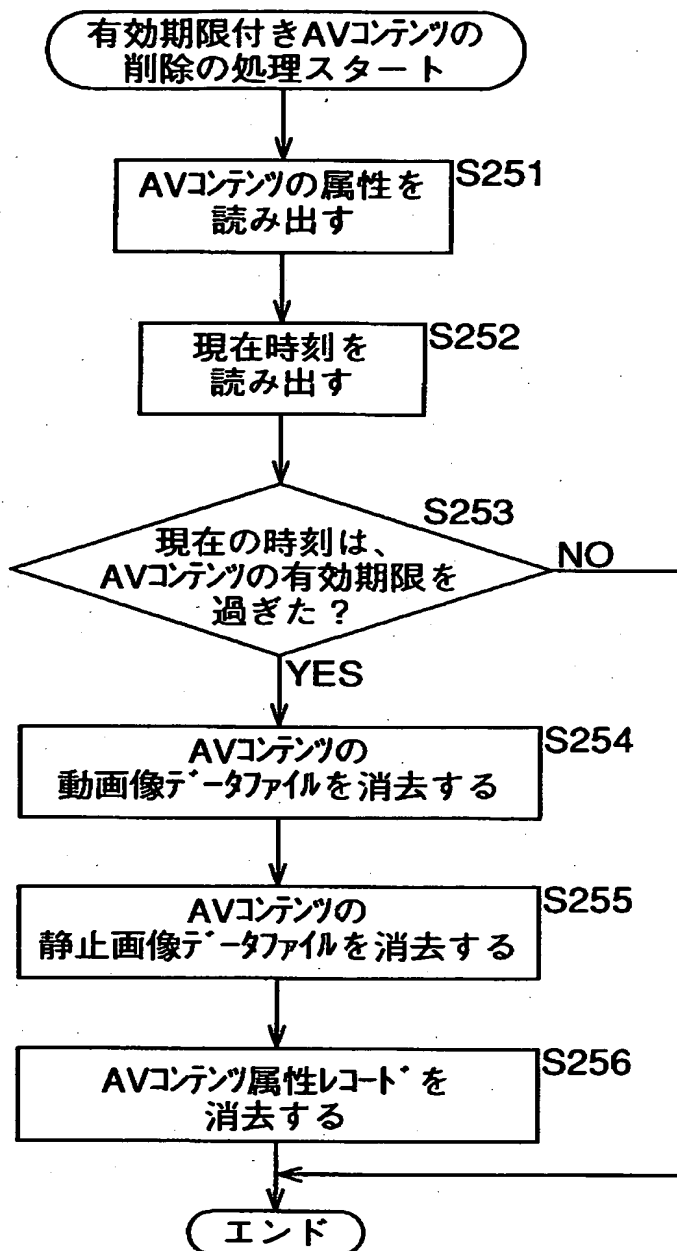 有効期限付きAVコンテンツの
削除の処理スタート
S251
AVコンテンツの属性を
読み出す
S252
現在時刻を
読み出す
S253
現在の時刻は、
AVコンテンツの有効期限を
過ぎた？
NO
YES
S254
AVコンテンツの
動画像データファイルを消去する
S255
AVコンテンツの
静止画像データファイルを消去する
S256
AVコンテンツ属性レコードを
消去する
エンド